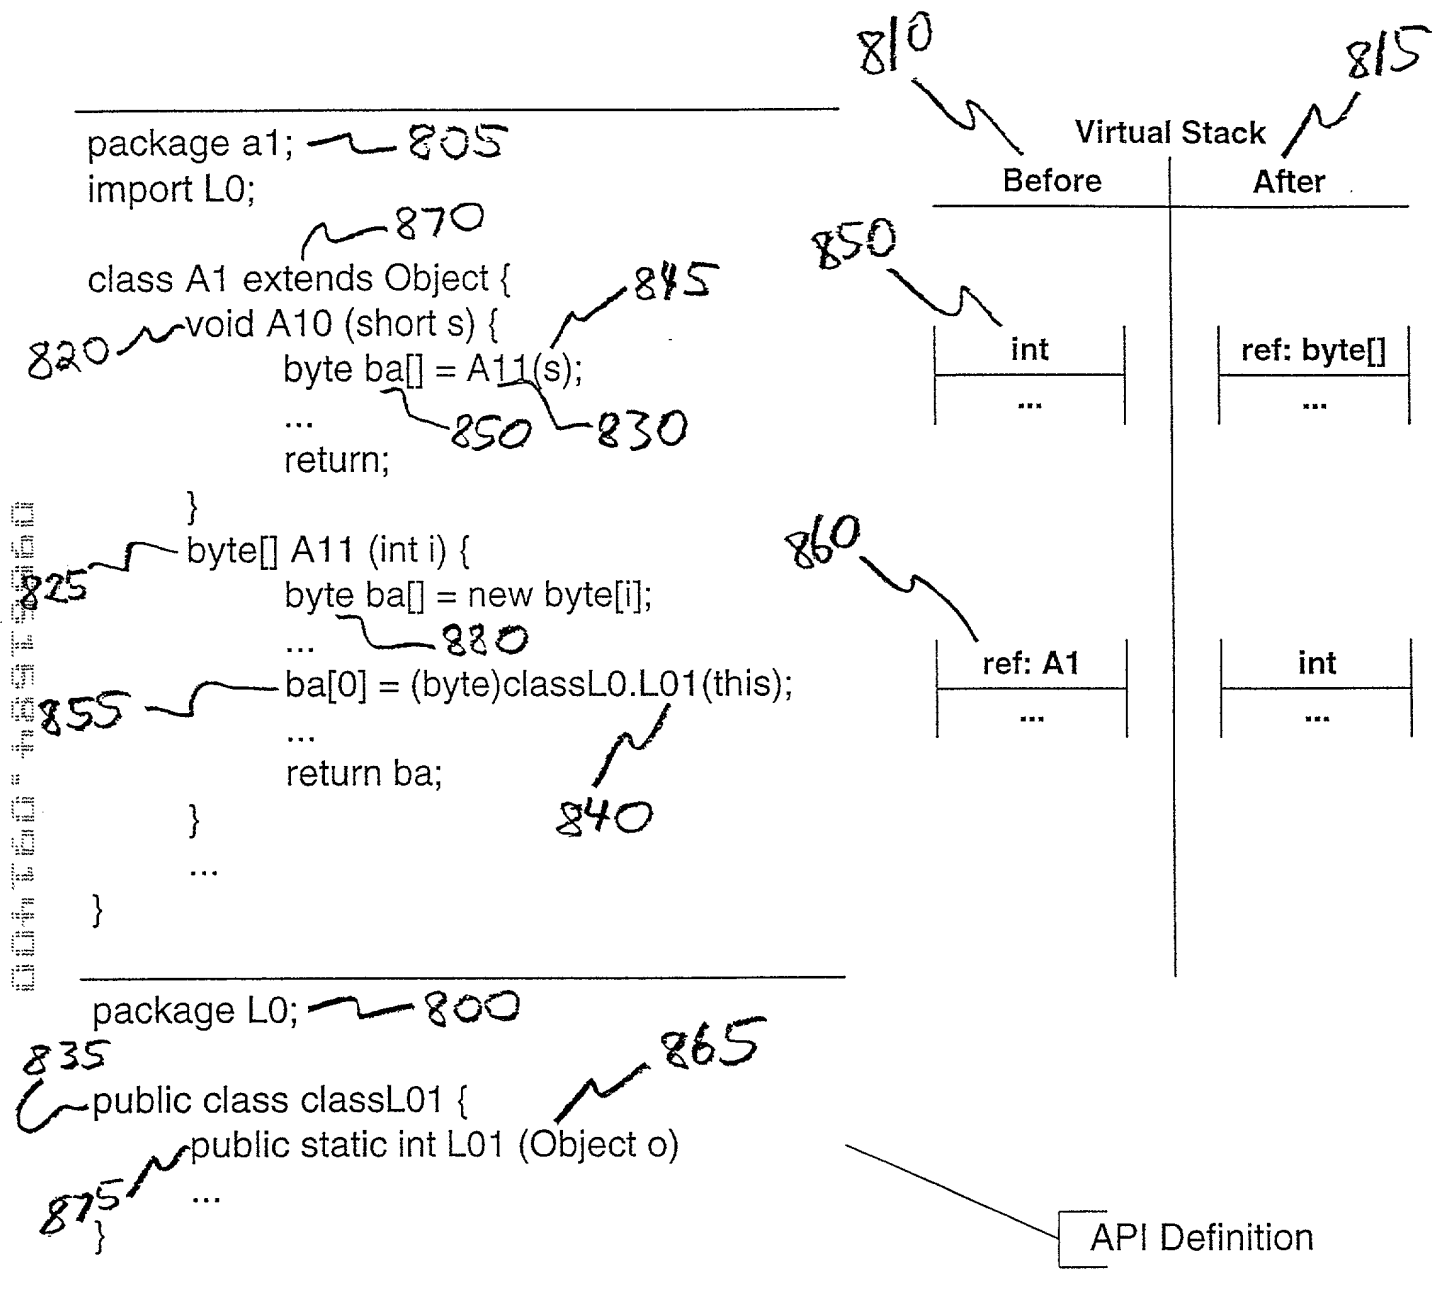 810
815
package a1; 805
Virtual Stack
import L0;
Before After
870
850
class A1 extends Object {
845
820
void A10 (short s) {
int
ref: byte[]
byte ba[] = A11(s);
...
...
...
850
830
return;
}
860
825
byte[] A11 (int i) {
byte ba[] = new byte[i];
...
880
ref: A1
int
855
ba[0] = (byte)classL0.L01(this);
...
...
...
return ba;
840
}
...
}
package L0; 800
835
865
public class classL01 {
public static int L01 (Object o)
875
...
}
API Definition